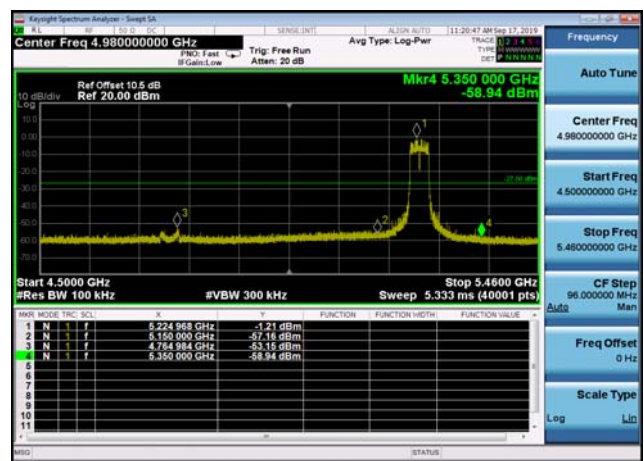 Keysight Spectrum Analyzer - Swept SA
RL RF 50 Ω DC SENSE:INT ALIGN AUTO 11:20:47 AM Sep 17, 2019
Center Freq 4.980000000 GHz
PNO: Fast
IFGain:Low
Trig: Free Run
Atten: 20 dB
Avg Type: Log-Pwr
TRACE 1 2 3 4 5 6
TYPE M WWWWW
DET P NNNNN
Ref Offset 10.5 dB
10 dB/div Ref 20.00 dBm
Mkr4 5.350 000 GHz
-58.94 dBm
Log
10.0
0.00
-10.0
-20.0
-27.00 dBm
-30.0
-40.0
-50.0
-60.0
-70.0
1
2
3
4
Start 4.5000 GHz Stop 5.4600 GHz
#Res BW 100 kHz #VBW 300 kHz Sweep 5.333 ms (40001 pts)
MKR MODE TRC SCL X Y FUNCTION FUNCTION WIDTH FUNCTION VALUE
1 N 1 f 5.224 968 GHz -1.21 dBm
2 N 1 f 5.150 000 GHz -57.16 dBm
3 N 1 f 4.764 984 GHz -53.15 dBm
4 N 1 f 5.350 000 GHz -58.94 dBm
5
6
7
8
9
10
11
MSG STATUS
Frequency
Auto Tune
Center Freq
4.980000000 GHz
Start Freq
4.500000000 GHz
Stop Freq
5.460000000 GHz
CF Step
96.000000 MHz
Auto Man
Freq Offset
0 Hz
Scale Type
Log Lin